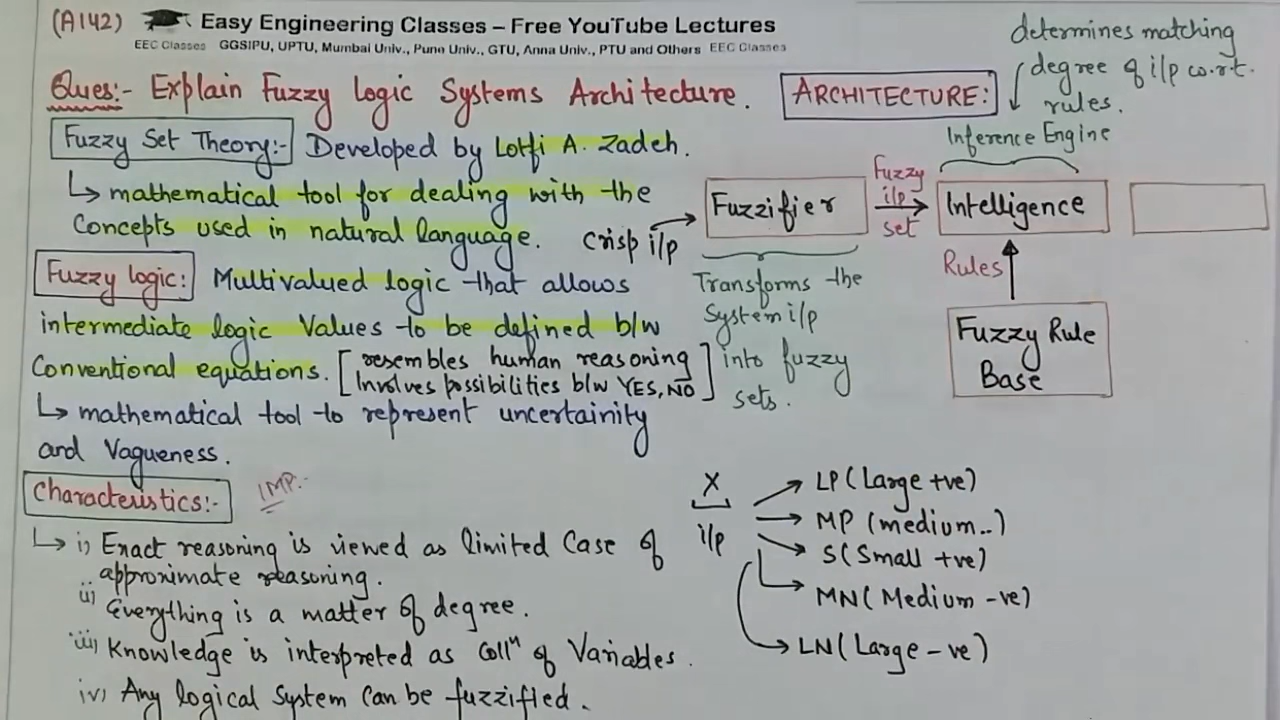 (A142)
Easy Engineering Classes – Free YouTube Lectures
EEC Classes GGSIPU, UPTU, Mumbai Univ., Pune Univ., GTU, Anna Univ., PTU and Others EEC Classes
Ques:- Explain Fuzzy Logic Systems Architecture.
Fuzzy Set Theory:- Developed by Lotfi A. Zadeh.
↳ mathematical tool for dealing with the
Concepts used in natural language.
Fuzzy logic: Multivalued logic that allows
intermediate logic Values to be defined b/w
Conventional equations. [resembles human reasoning
Involves possibilities b/w YES, NO]
↳ mathematical tool to represent uncertainity
and Vagueness.
Characteristics:- IMP.
↳ i) Exact reasoning is viewed as limited Case of
approximate reasoning.
ii) Everything is a matter of degree.
iii) Knowledge is interpreted as Collⁿ of Variables.
iv) Any logical System Can be fuzzified.
ARCHITECTURE:
determines matching
degree of i/p w.r.t.
rules.
Inference Engine
crisp i/p → Fuzzifier
Fuzzy
i/p
set
Intelligence
Transforms the
System i/p
into fuzzy
sets.
Rules
Fuzzy Rule
Base
X
i/p
LP (Large +ve)
MP (medium..)
S (Small +ve)
MN (Medium -ve)
LN (Large -ve)